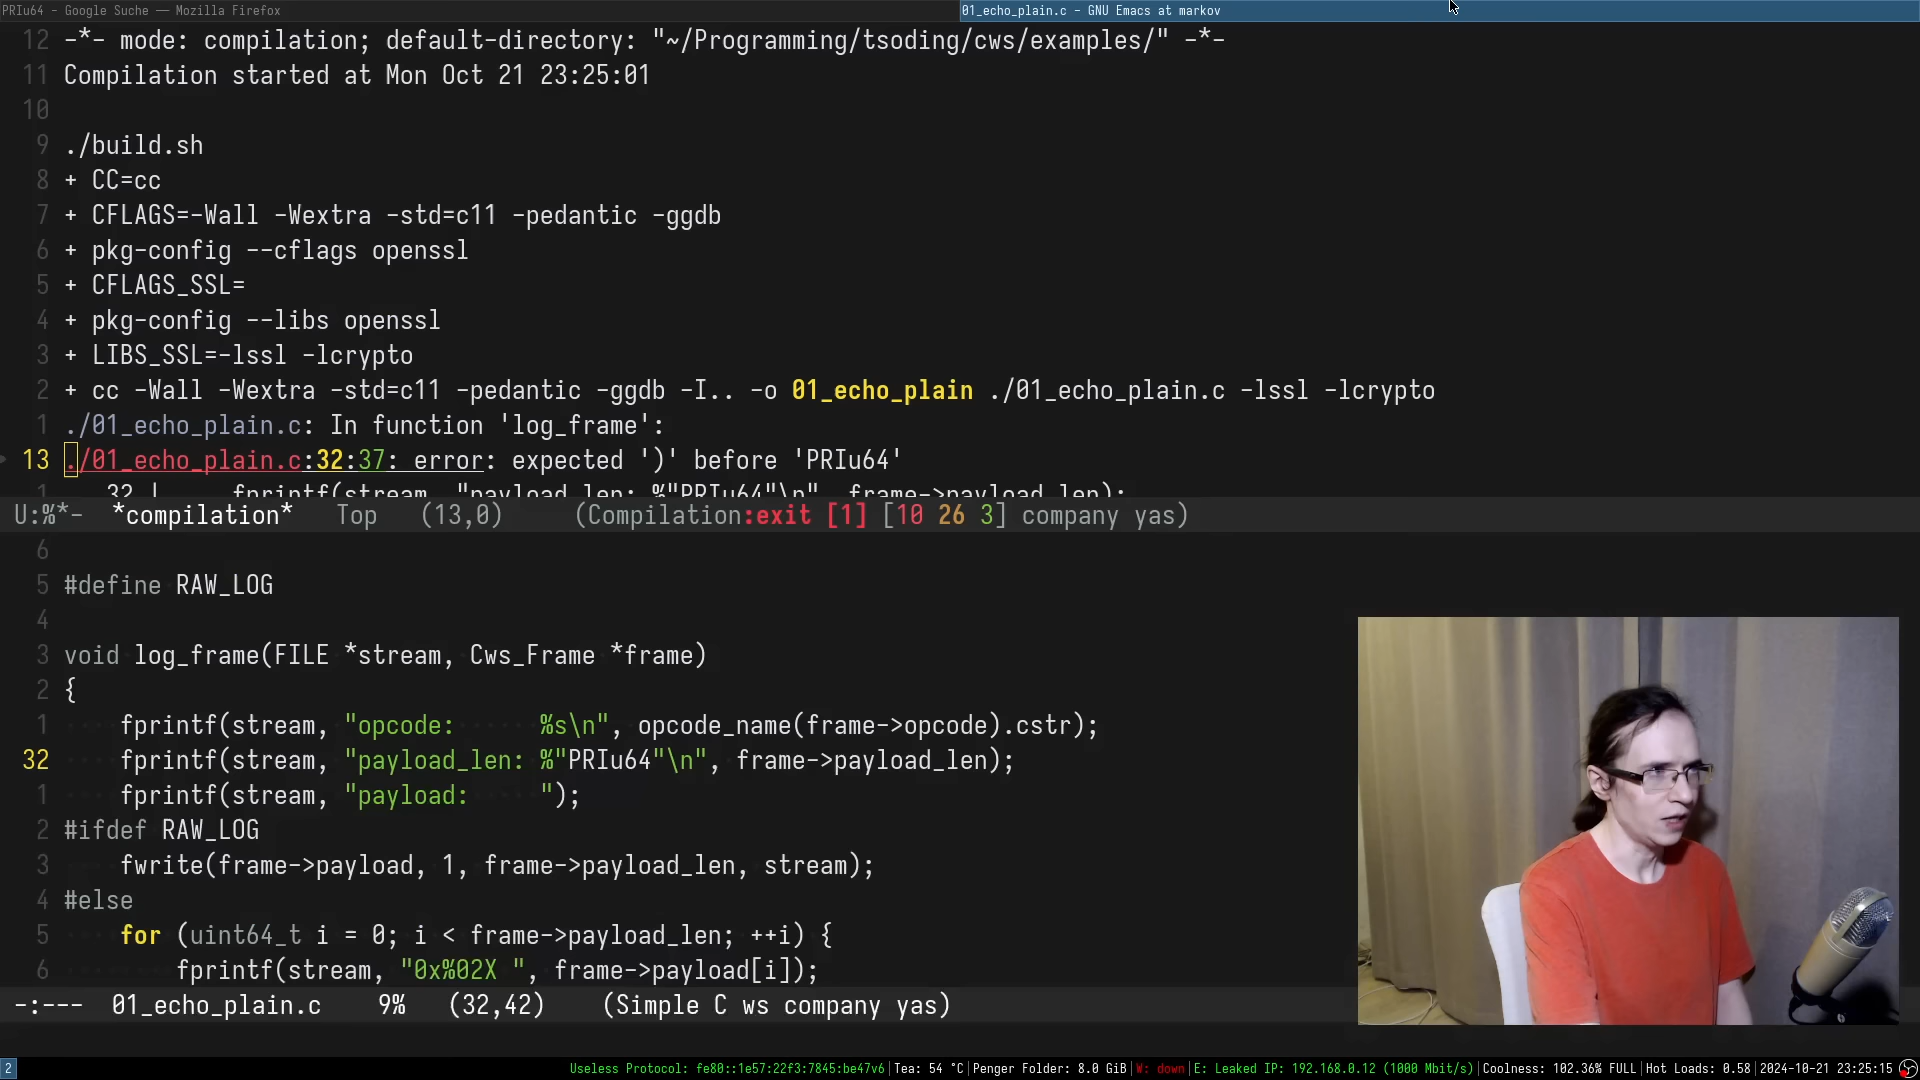 PRIu64 - Google Suche — Mozilla Firefox
01_echo_plain.c - GNU Emacs at markov
12 -*- mode: compilation; default-directory: "~/Programming/tsoding/cws/examples/" -*-
11 Compilation started at Mon Oct 21 23:25:01
10
9 ./build.sh
8 + CC=cc
7 + CFLAGS=-Wall -Wextra -std=c11 -pedantic -ggdb
6 + pkg-config --cflags openssl
5 + CFLAGS_SSL=
4 + pkg-config --libs openssl
3 + LIBS_SSL=-lssl -lcrypto
2 + cc -Wall -Wextra -std=c11 -pedantic -ggdb -I.. -o 01_echo_plain ./01_echo_plain.c -lssl -lcrypto
1 ./01_echo_plain.c: In function 'log_frame':
13 ./01_echo_plain.c:32:37: error: expected ')' before 'PRIu64'
1 32 | fprintf(stream, "payload_len: %"PRIu64"\n", frame->payload_len);
U:%*- *compilation* Top (13,0) (Compilation:exit [1] [10 26 3] company yas)
6
5 #define RAW_LOG
4
3 void log_frame(FILE *stream, Cws_Frame *frame)
2 {
1 fprintf(stream, "opcode: %s\n", opcode_name(frame->opcode).cstr);
32 fprintf(stream, "payload_len: %"PRIu64"\n", frame->payload_len);
1 fprintf(stream, "payload: ");
2 #ifdef RAW_LOG
3 fwrite(frame->payload, 1, frame->payload_len, stream);
4 #else
5 for (uint64_t i = 0; i < frame->payload_len; ++i) {
6 fprintf(stream, "0x%02X ", frame->payload[i]);
-:--- 01_echo_plain.c 9% (32,42) (Simple C ws company yas)
2 Useless Protocol: fe80::1e57:22f3:7845:be47v6|Tea: 54 °C|Penger Folder: 8.0 GiB|W: down|E: Leaked IP: 192.168.0.12 (1000 Mbit/s)|Coolness: 102.36% FULL|Hot Loads: 0.58|2024-10-21 23:25:15